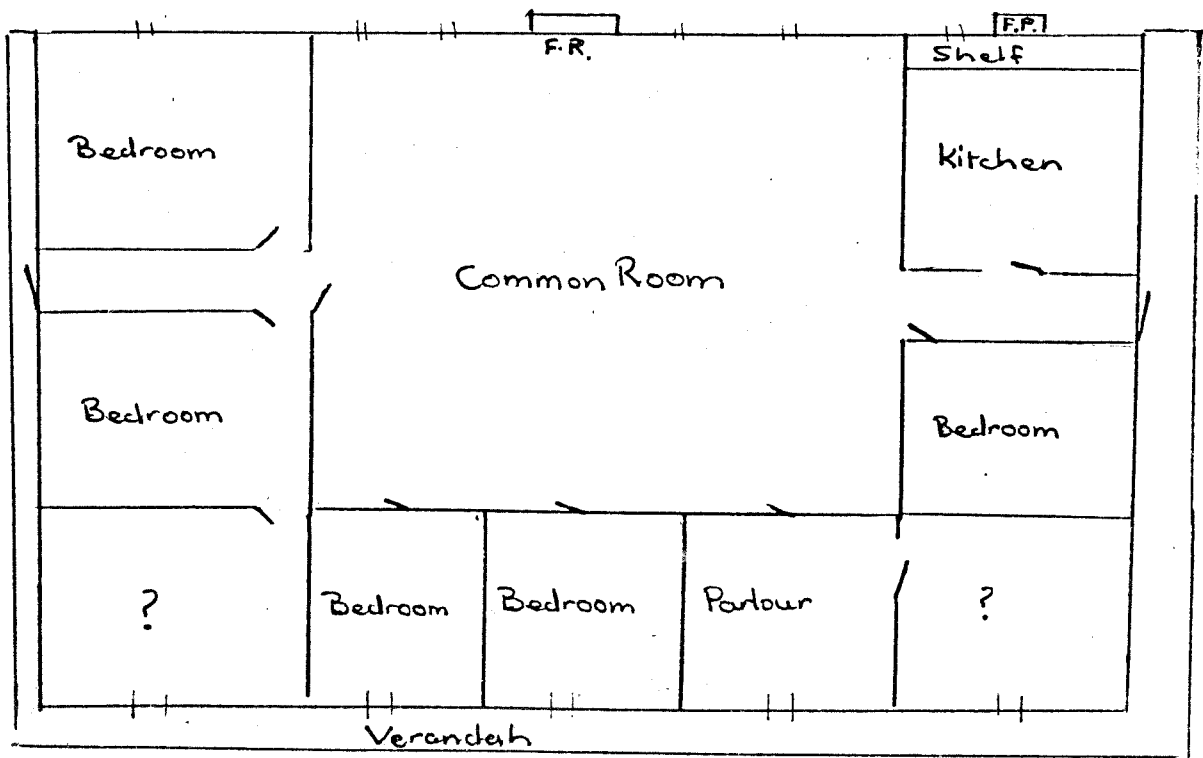 F.R.
F.P.
Shelf
Bedroom
Kitchen
Common Room
Bedroom
Bedroom
?
Bedroom
Bedroom
Parlour
?
Verandah